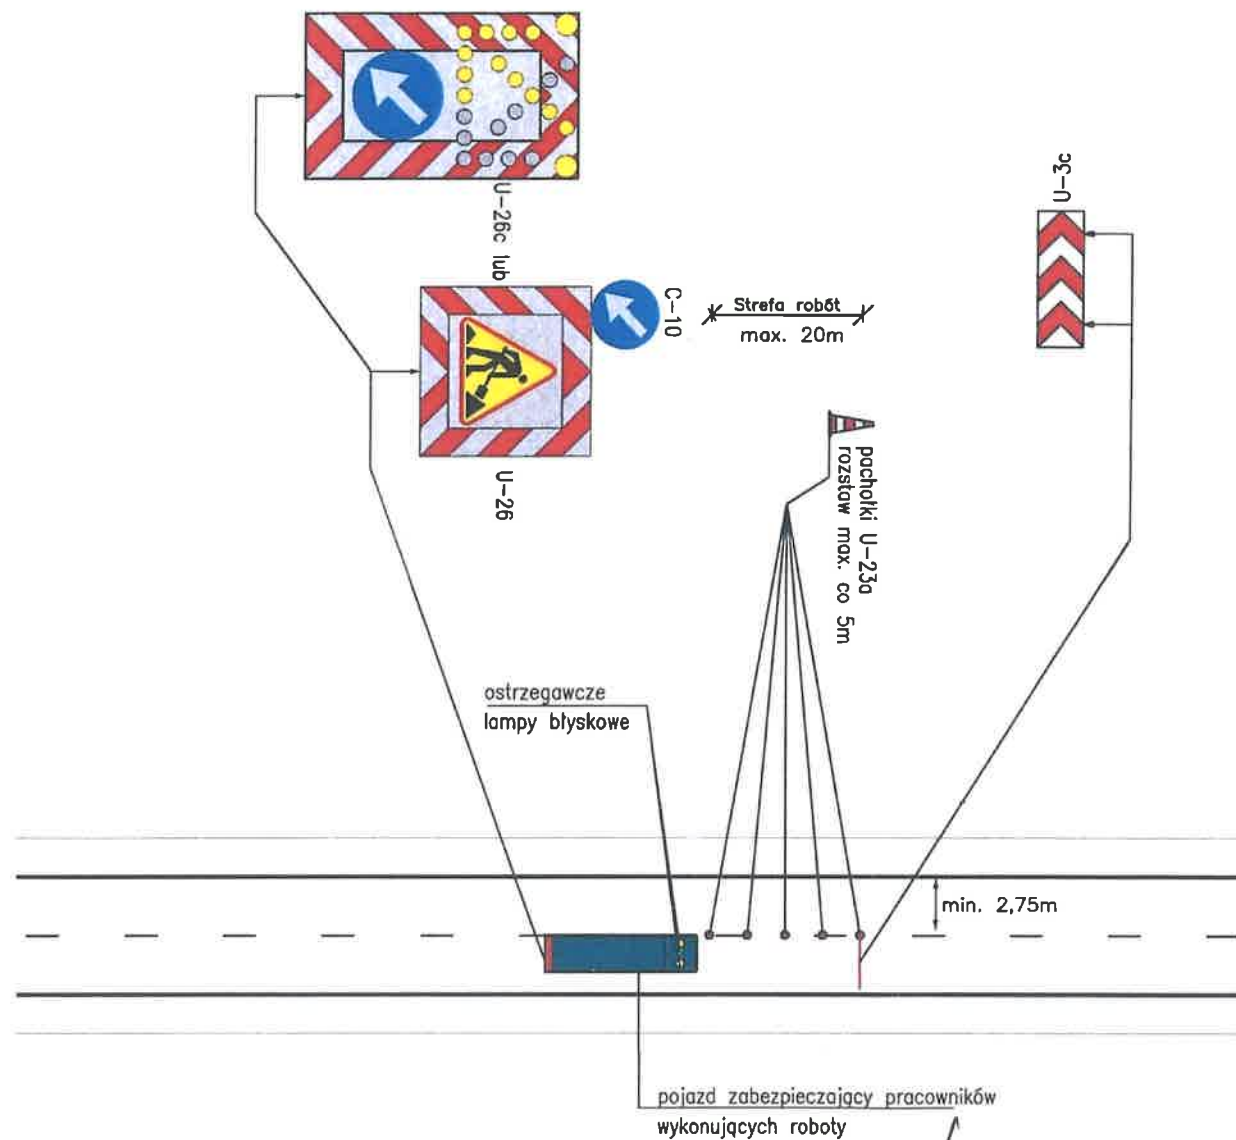 U-26c lub
U-3c
C-10
Strefa robót
max. 20m
U-26
pachołki U-23a
rozstaw max. co 5m
ostrzegawcze
lampy błyskowe
min. 2,75m
pojazd zabezpieczający pracowników
wykonujących roboty